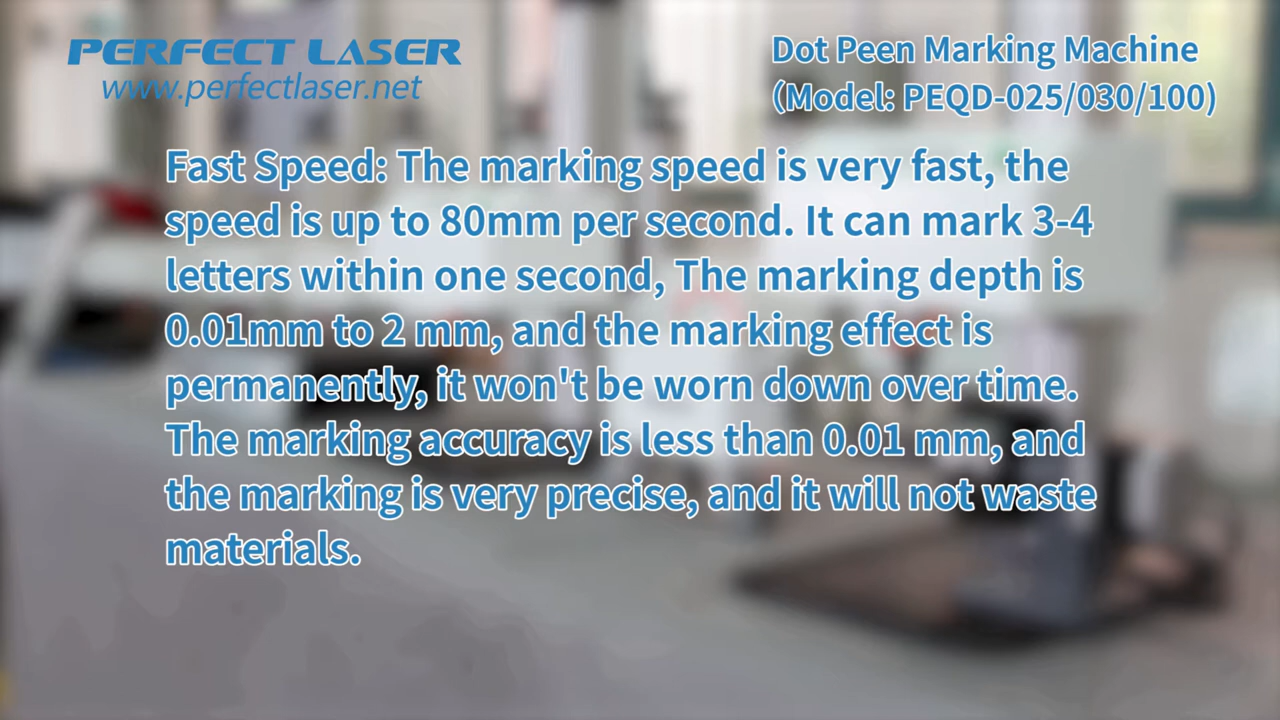 PERFECT LASER
www.perfectlaser.net
Dot Peen Marking Machine
(Model: PEQD-025/030/100)
Fast Speed: The marking speed is very fast, the
speed is up to 80mm per second. It can mark 3-4
letters within one second, The marking depth is
0.01mm to 2 mm, and the marking effect is
permanently, it won't be worn down over time.
The marking accuracy is less than 0.01 mm, and
the marking is very precise, and it will not waste
materials.